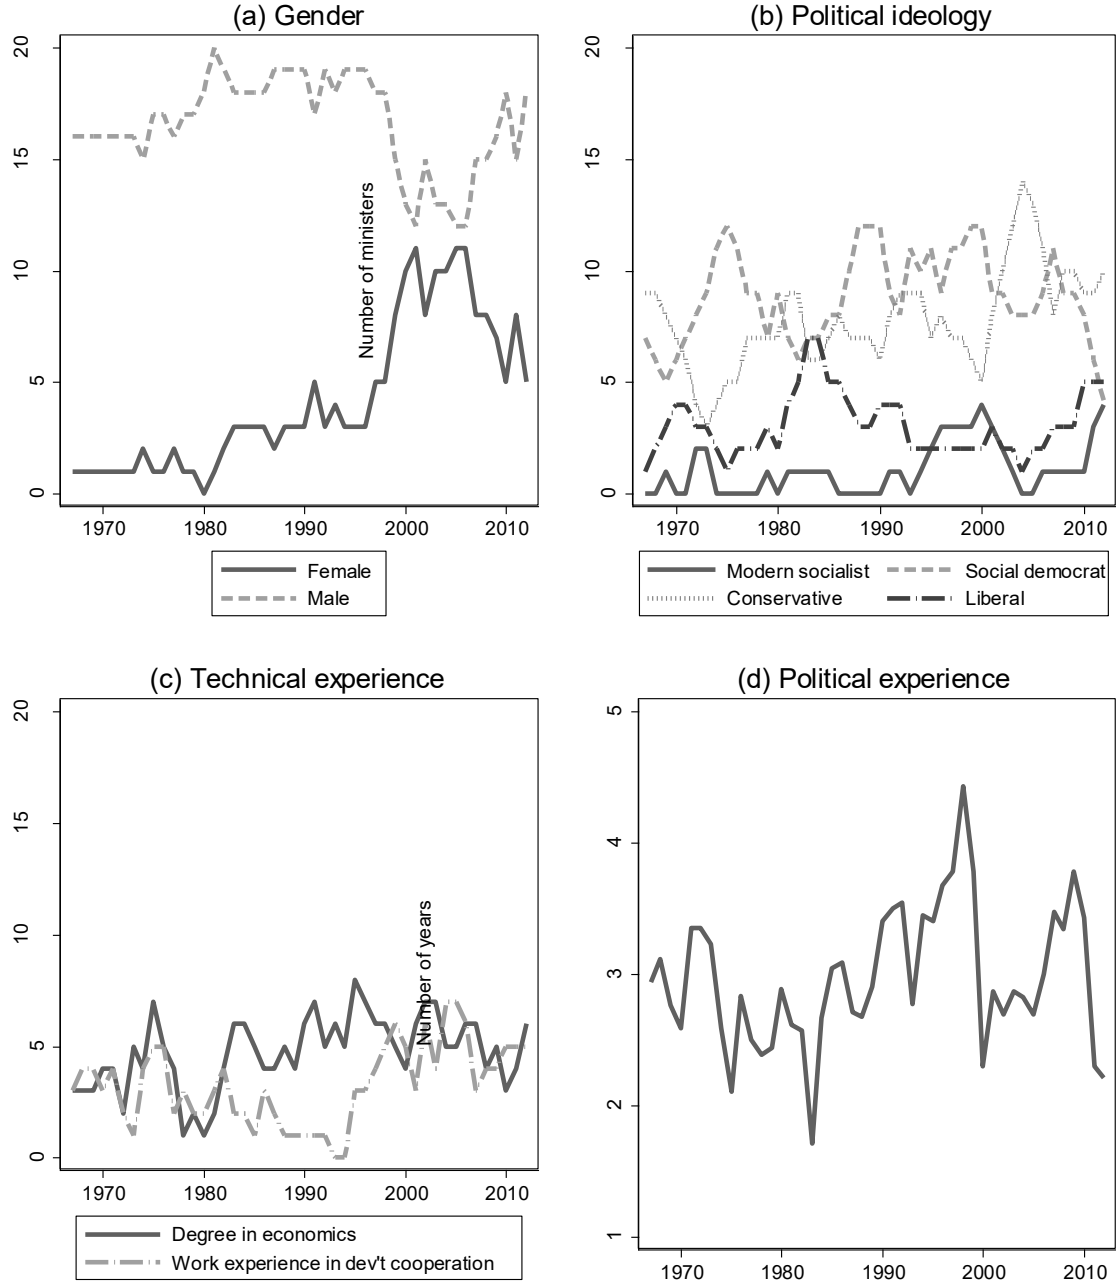 (a) Gender
20
15
10
5
0
Number of ministers
1970 1980 1990 2000 2010
Female
Male
(b) Political ideology
20
15
10
5
0
1970 1980 1990 2000 2010
Modern socialist Social democrat
Conservative Liberal
(c) Technical experience
20
15
10
5
0
Number of years
1970 1980 1990 2000 2010
Degree in economics
Work experience in dev't cooperation
(d) Political experience
5
4
3
2
1
1970 1980 1990 2000 2010